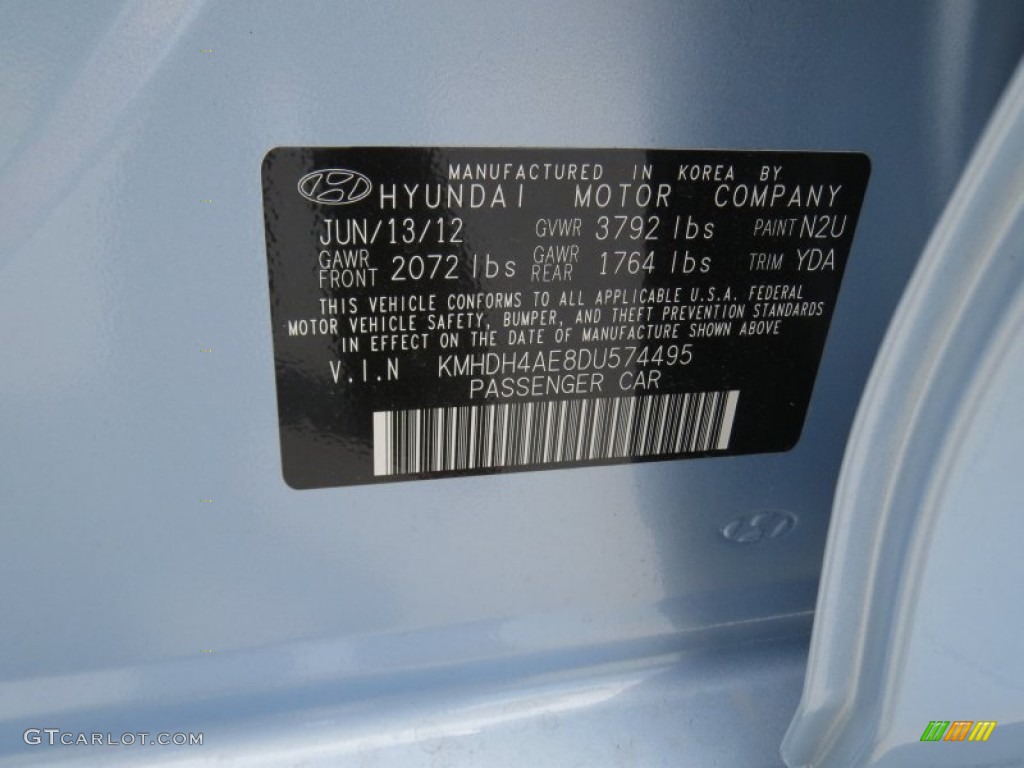 MANUFACTURED IN KOREA BY
HYUNDAI MOTOR COMPANY
JUN/13/12 GVWR 3792 lbs PAINT N2U
GAWR FRONT 2072 lbs GAWR REAR 1764 lbs TRIM YDA
THIS VEHICLE CONFORMS TO ALL APPLICABLE U.S.A. FEDERAL
MOTOR VEHICLE SAFETY, BUMPER, AND THEFT PREVENTION STANDARDS
IN EFFECT ON THE DATE OF MANUFACTURE SHOWN ABOVE
V.I.N KMHDH4AE8DU574495
PASSENGER CAR
GTCARLOT.COM